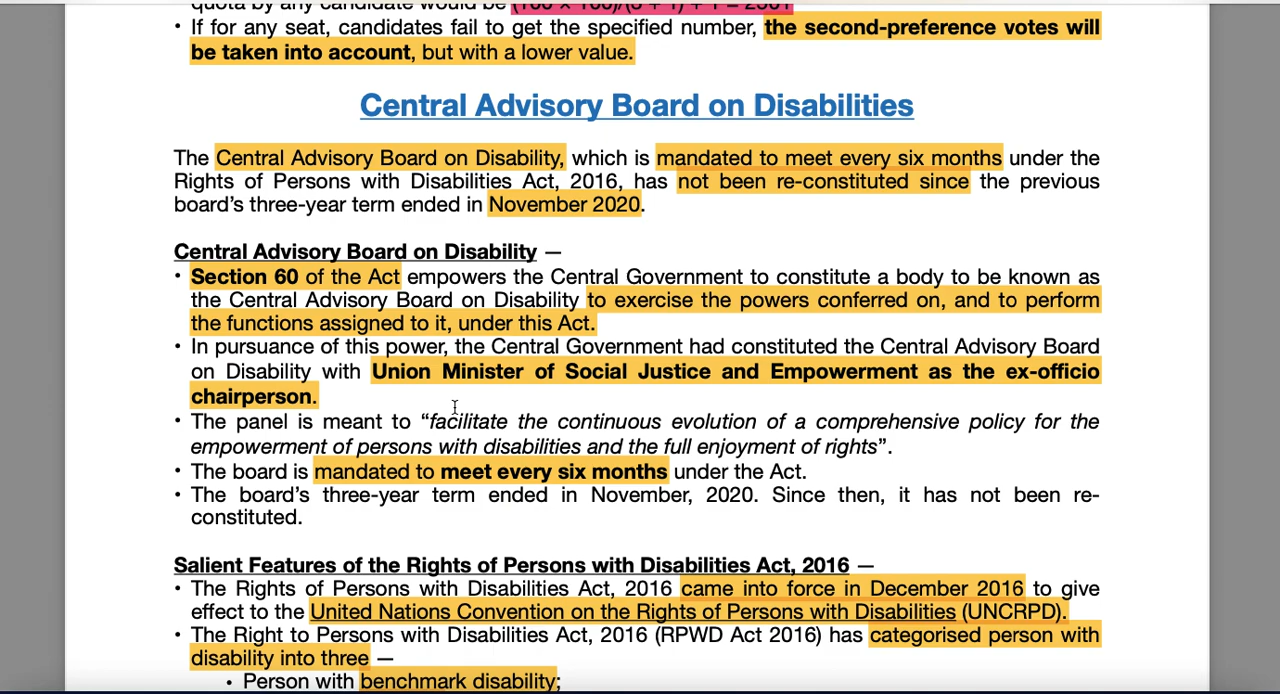 quota by any candidate would be (100 × 100)/(3 + 1) + 1 = 2501
• If for any seat, candidates fail to get the specified number, the second-preference votes will
be taken into account, but with a lower value.
Central Advisory Board on Disabilities
The Central Advisory Board on Disability, which is mandated to meet every six months under the
Rights of Persons with Disabilities Act, 2016, has not been re-constituted since the previous
board's three-year term ended in November 2020.
Central Advisory Board on Disability —
• Section 60 of the Act empowers the Central Government to constitute a body to be known as
the Central Advisory Board on Disability to exercise the powers conferred on, and to perform
the functions assigned to it, under this Act.
• In pursuance of this power, the Central Government had constituted the Central Advisory Board
on Disability with Union Minister of Social Justice and Empowerment as the ex-officio
chairperson.
• The panel is meant to “facilitate the continuous evolution of a comprehensive policy for the
empowerment of persons with disabilities and the full enjoyment of rights”.
• The board is mandated to meet every six months under the Act.
• The board's three-year term ended in November, 2020. Since then, it has not been re-
constituted.
Salient Features of the Rights of Persons with Disabilities Act, 2016 —
• The Rights of Persons with Disabilities Act, 2016 came into force in December 2016 to give
effect to the United Nations Convention on the Rights of Persons with Disabilities (UNCRPD).
• The Right to Persons with Disabilities Act, 2016 (RPWD Act 2016) has categorised person with
disability into three —
• Person with benchmark disability;